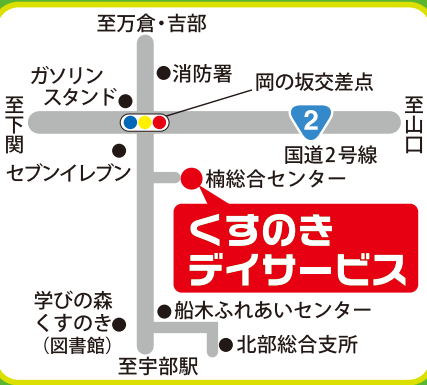 至万倉・吉部
ガソリン
スタンド
消防署
岡の坂交差点
至下関
至山口
2
国道2号線
セブンイレブン
楠総合センター
くすのき
デイサービス
学びの森
くすのき
(図書館)
船木ふれあいセンター
北部総合支所
至宇部駅